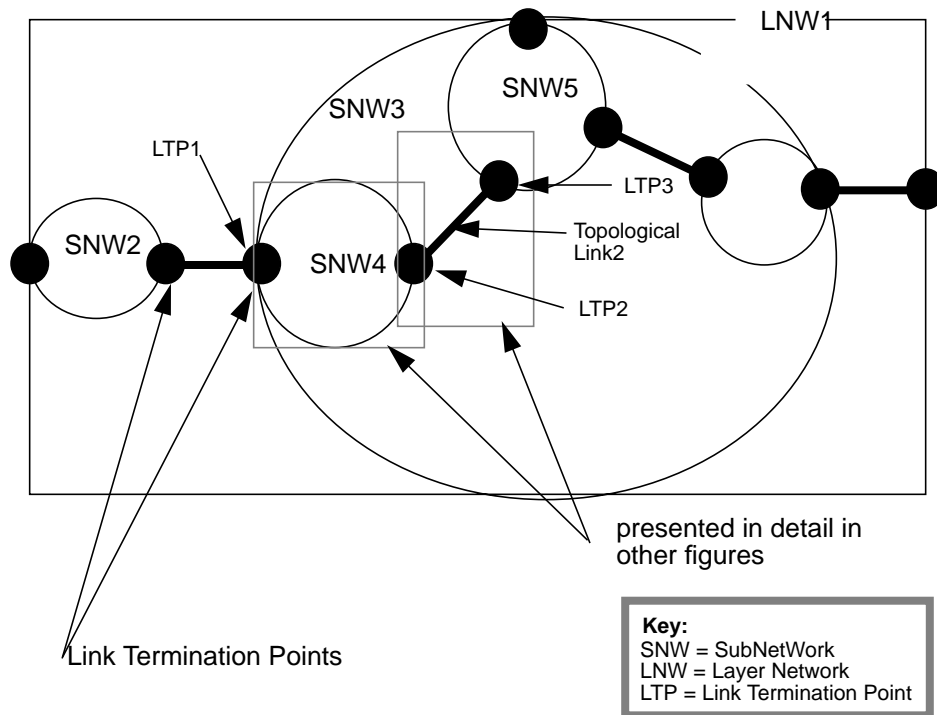 LNW1
SNW5
SNW3
LTP1
LTP3
SNW2
Topological
Link2
SNW4
LTP2
presented in detail in
other figures
Link Termination Points
Key:
SNW = SubNetWork
LNW = Layer Network
LTP = Link Termination Point